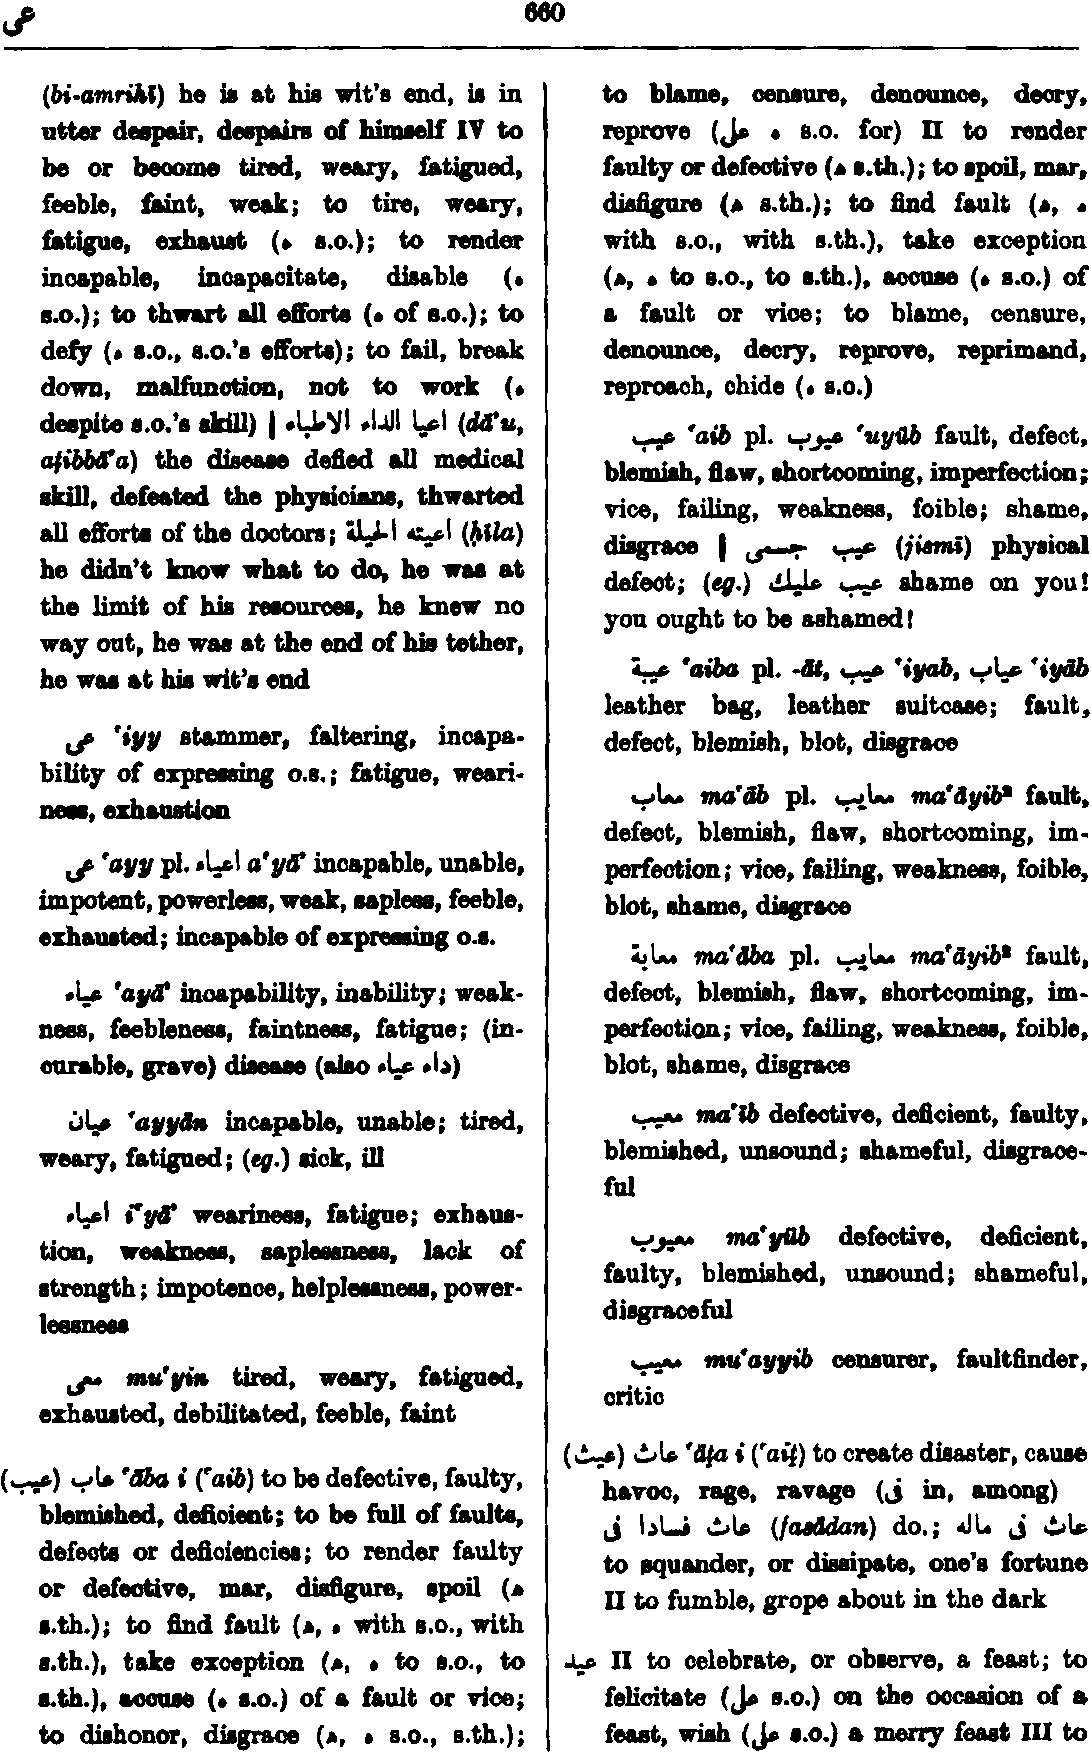 عى
660
(bi-amrihī) he is at his wit's end, is in
utter despair, despairs of himself IV to
be or become tired, weary, fatigued,
feeble, faint, weak; to tire, weary,
fatigue, exhaust (ه s.o.); to render
incapable, incapacitate, disable (ه
s.o.); to thwart all efforts (ه of s.o.); to
defy (ه s.o., s.o.'s efforts); to fail, break
down, malfunction, not to work (ه
despite s.o.'s skill) | اعيا الداء الاطباء (dā'u,
aṭibbā'a) the disease defied all medical
skill, defeated the physicians, thwarted
all efforts of the doctors; اعيته الحيلة (ḥīla)
he didn't know what to do, he was at
the limit of his resources, he knew no
way out, he was at the end of his tether,
he was at his wit's end
عى ‘iyy stammer, faltering, incapa-
bility of expressing o.s.; fatigue, weari-
ness, exhaustion
عى ‘ayy pl. اعياء a‘yā’ incapable, unable,
impotent, powerless, weak, sapless, feeble,
exhausted; incapable of expressing o.s.
عياء ‘ayā’ incapability, inability; weak-
ness, feebleness, faintness, fatigue; (in-
curable, grave) disease (also داء عياء)
عيان ‘ayyān incapable, unable; tired,
weary, fatigued; (eg.) sick, ill
اعياء i‘yā’ weariness, fatigue; exhaus-
tion, weakness, saplessness, lack of
strength; impotence, helplessness, power-
lessness
معى mu‘yin tired, weary, fatigued,
exhausted, debilitated, feeble, faint
(عيب) عاب ‘āba i (‘aib) to be defective, faulty,
blemished, deficient; to be full of faults,
defects or deficiencies; to render faulty
or defective, mar, disfigure, spoil (ﻫ
s.th.); to find fault (ﻫ, ه with s.o., with
s.th.), take exception (ﻫ, ه to s.o., to
s.th.), accuse (ه s.o.) of a fault or vice;
to dishonor, disgrace (ﻫ, ه s.o., s.th.);
to blame, censure, denounce, decry,
reprove (على ه s.o. for) II to render
faulty or defective (ﻫ s.th.); to spoil, mar,
disfigure (ﻫ s.th.); to find fault (ﻫ, ه
with s.o., with s.th.), take exception
(ﻫ, ه to s.o., to s.th.), accuse (ه s.o.) of
a fault or vice; to blame, censure,
denounce, decry, reprove, reprimand,
reproach, chide (ه s.o.)
عيب ‘aib pl. عيوب ‘uyūb fault, defect,
blemish, flaw, shortcoming, imperfection;
vice, failing, weakness, foible; shame,
disgrace | عيب جسمى (jismī) physical
defect; (eg.) عيب عليك shame on you!
you ought to be ashamed!
عيبة ‘aiba pl. -āt, عيب ‘iyab, عياب ‘iyāb
leather bag, leather suitcase; fault,
defect, blemish, blot, disgrace
معاب ma‘āb pl. معايب ma‘āyib² fault,
defect, blemish, flaw, shortcoming, im-
perfection; vice, failing, weakness, foible,
blot, shame, disgrace
معابة ma‘āba pl. معايب ma‘āyib² fault,
defect, blemish, flaw, shortcoming, im-
perfection; vice, failing, weakness, foible,
blot, shame, disgrace
معيب ma‘īb defective, deficient, faulty,
blemished, unsound; shameful, disgrace-
ful
معيوب ma‘yūb defective, deficient,
faulty, blemished, unsound; shameful,
disgraceful
معيب mu‘ayyib censurer, faultfinder,
critic
(عيث) عاث ‘āṯa i (‘aiṯ) to create disaster, cause
havoc, rage, ravage (فى in, among)
عاث فسادا فى (fasādan) do.; عاث فى ماله
to squander, or dissipate, one's fortune
II to fumble, grope about in the dark
عيد II to celebrate, or observe, a feast; to
felicitate (على s.o.) on the occasion of a
feast, wish (على s.o.) a merry feast III to